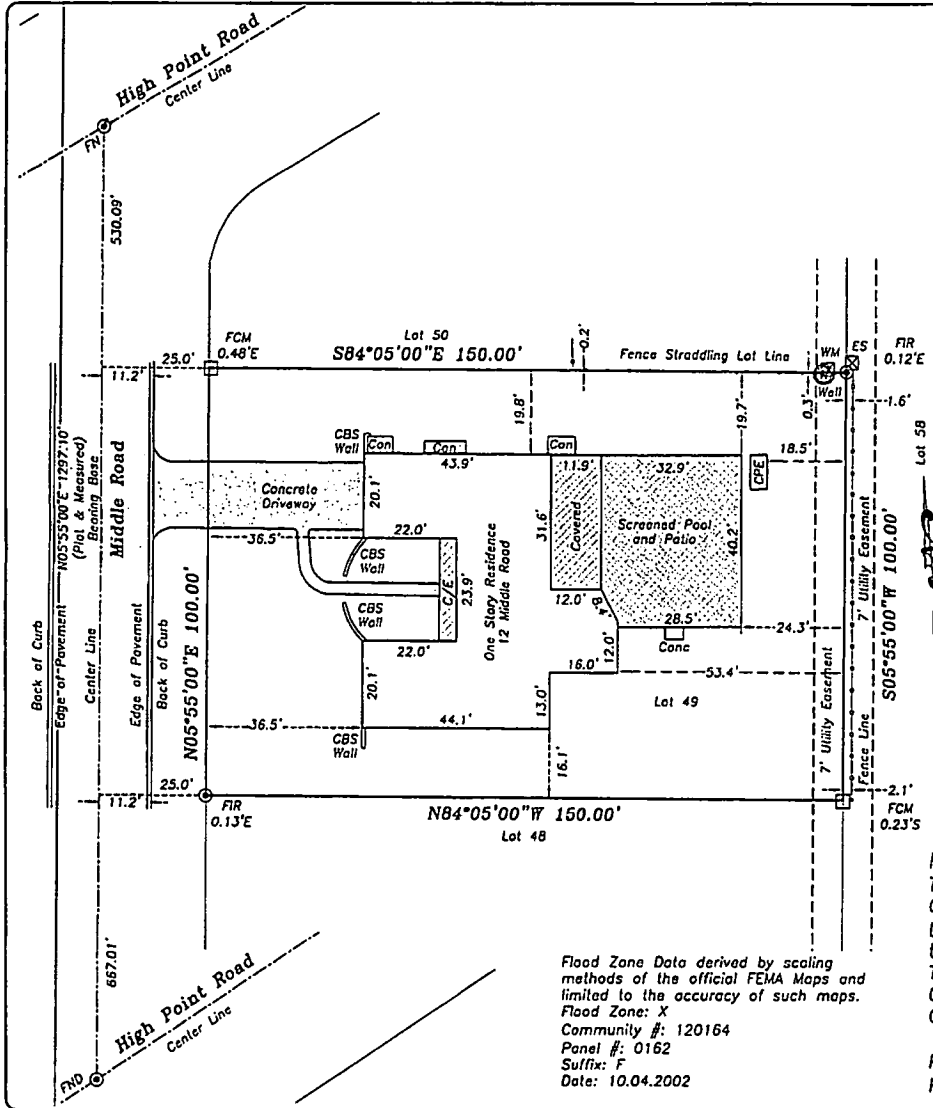 High Point Road
Center Line
FN
530.09'
Lot 50
S84°05'00"E 150.00'
Fence Straddling Lot Line
FCM
0.48'E
25.0'
11.2'
0.2'
WM
ES
FIR
0.12'E
Wall
1.6'
0.3'
19.8'
19.7'
18.5'
Lot 58
N05°55'00"E 1297.10'
(Plat & Measured)
Bearing Base
Middle Road
CBS
Wall
Con
Con
Con
43.9'
11.9'
32.9'
CPE
Concrete
Driveway
20.1'
36.5'
22.0'
CBS
Wall
31.6'
Covered
Screened Pool
and Patio
40.2'
C/E
23.9'
One Story Residence
12 Middle Road
12.0'
8.4'
CBS
Wall
22.0'
28.5'
Conc
24.3'
12.0'
16.0'
53.4'
Lot 49
20.1'
13.0'
36.5'
44.1'
CBS
Wall
16.1'
Back of Curb
Edge of Pavement
Center Line
Edge of Pavement
Back of Curb
N05°55'00"E 100.00'
7' Utility Easement
7' Utility Easement
Fence Line
S05°55'00"W 100.00'
25.0'
11.2'
FIR
0.13'E
N84°05'00"W 150.00'
Lot 48
2.1'
FCM
0.23'S
667.01'
High Point Road
Center Line
FND
Flood Zone Data derived by scaling
methods of the official FEMA Maps and
limited to the accuracy of such maps.
Flood Zone: X
Community #: 120164
Panel #: 0162
Suffix: F
Date: 10.04.2002